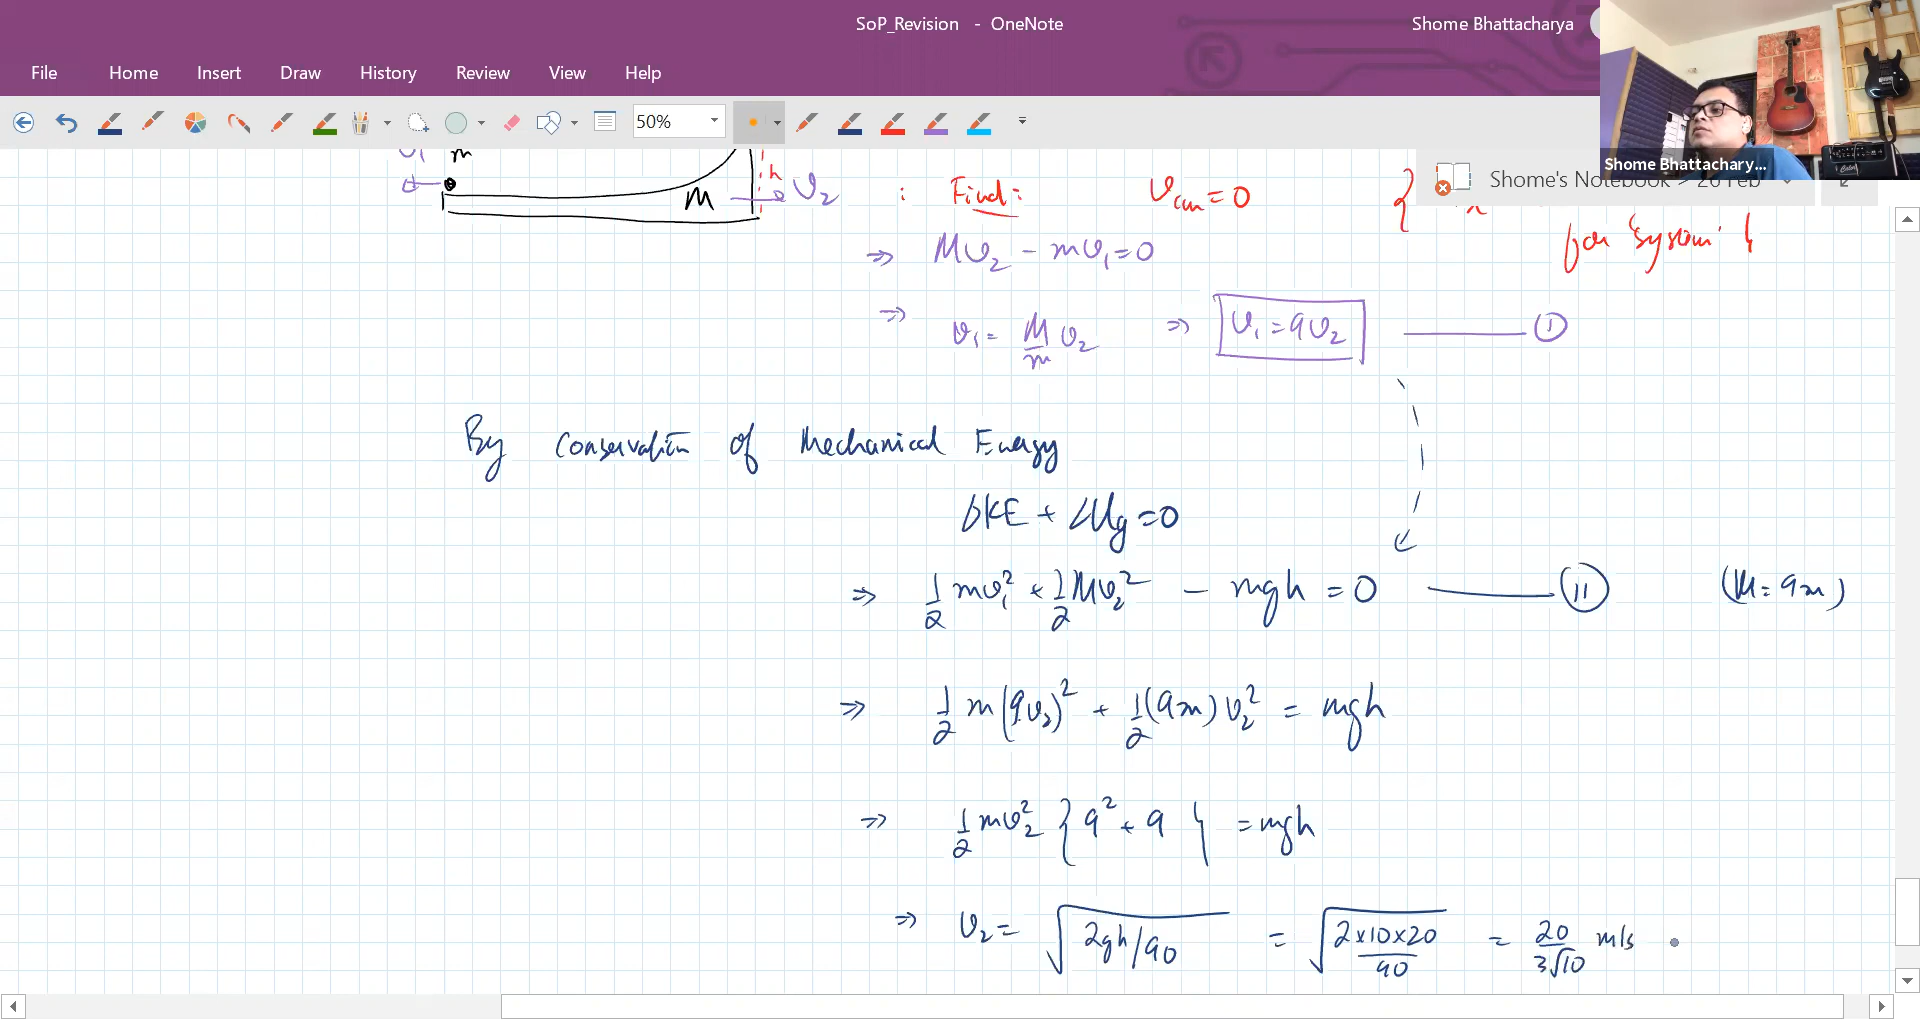 SoP_Revision - OneNote
Shome Bhattacharya
File Home Insert Draw History Review View Help
50%
Shome Bhattachary...
Shome's Notebook > 26 Feb
v₁ m
M h v₂ : Find: v_cm = 0 {
for 'system' }
⇒ Mv₂ - mv₁ = 0
⇒ v₁ = M/m v₂ ⇒ v₁ = 9v₂ ——— (I)
By Conservation of Mechanical Energy
ΔKE + ΔUg = 0
⇒ 1/2 mv₁² + 1/2 Mv₂² - mgh = 0 ——— (II) (M = 9m)
⇒ 1/2 m(9v₂)² + 1/2 (9m) v₂² = mgh
⇒ 1/2 mv₂² { 9² + 9 } = mgh
⇒ v₂ = √(2gh/90) = √(2×10×20/90) = 20/3√10 m/s